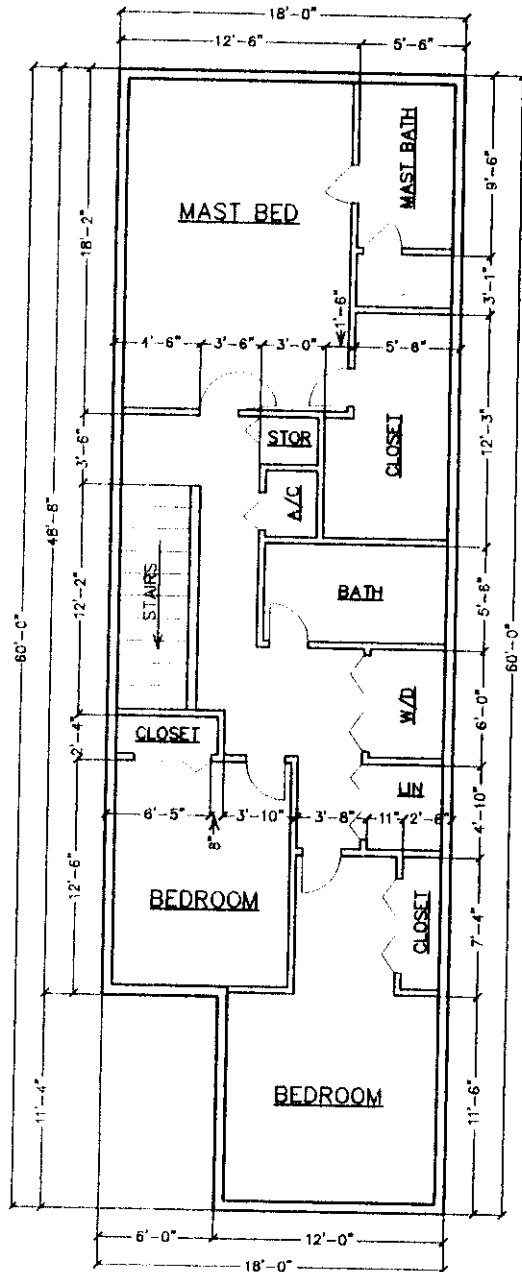 18'-0"
12'-6" 5'-6"
MAST BATH
9'-6"
MAST BED
18'-2"
3'-1"
1'-6"
4'-6" 3'-6" 3'-0" 5'-8"
STOR
CLOSET
12'-3"
3'-6"
A/C
48'-8"
STAIRS
12'-2"
BATH
5'-6"
60'-0"
60'-0"
W/D
6'-0"
CLOSET
2'-4"
LIN
4'-10"
6'-5" 8" 3'-10" 3'-8" 11" 2'-6"
12'-6"
BEDROOM
CLOSET
7'-4"
BEDROOM
11'-4"
11'-6"
6'-0" 12'-0"
18'-0"